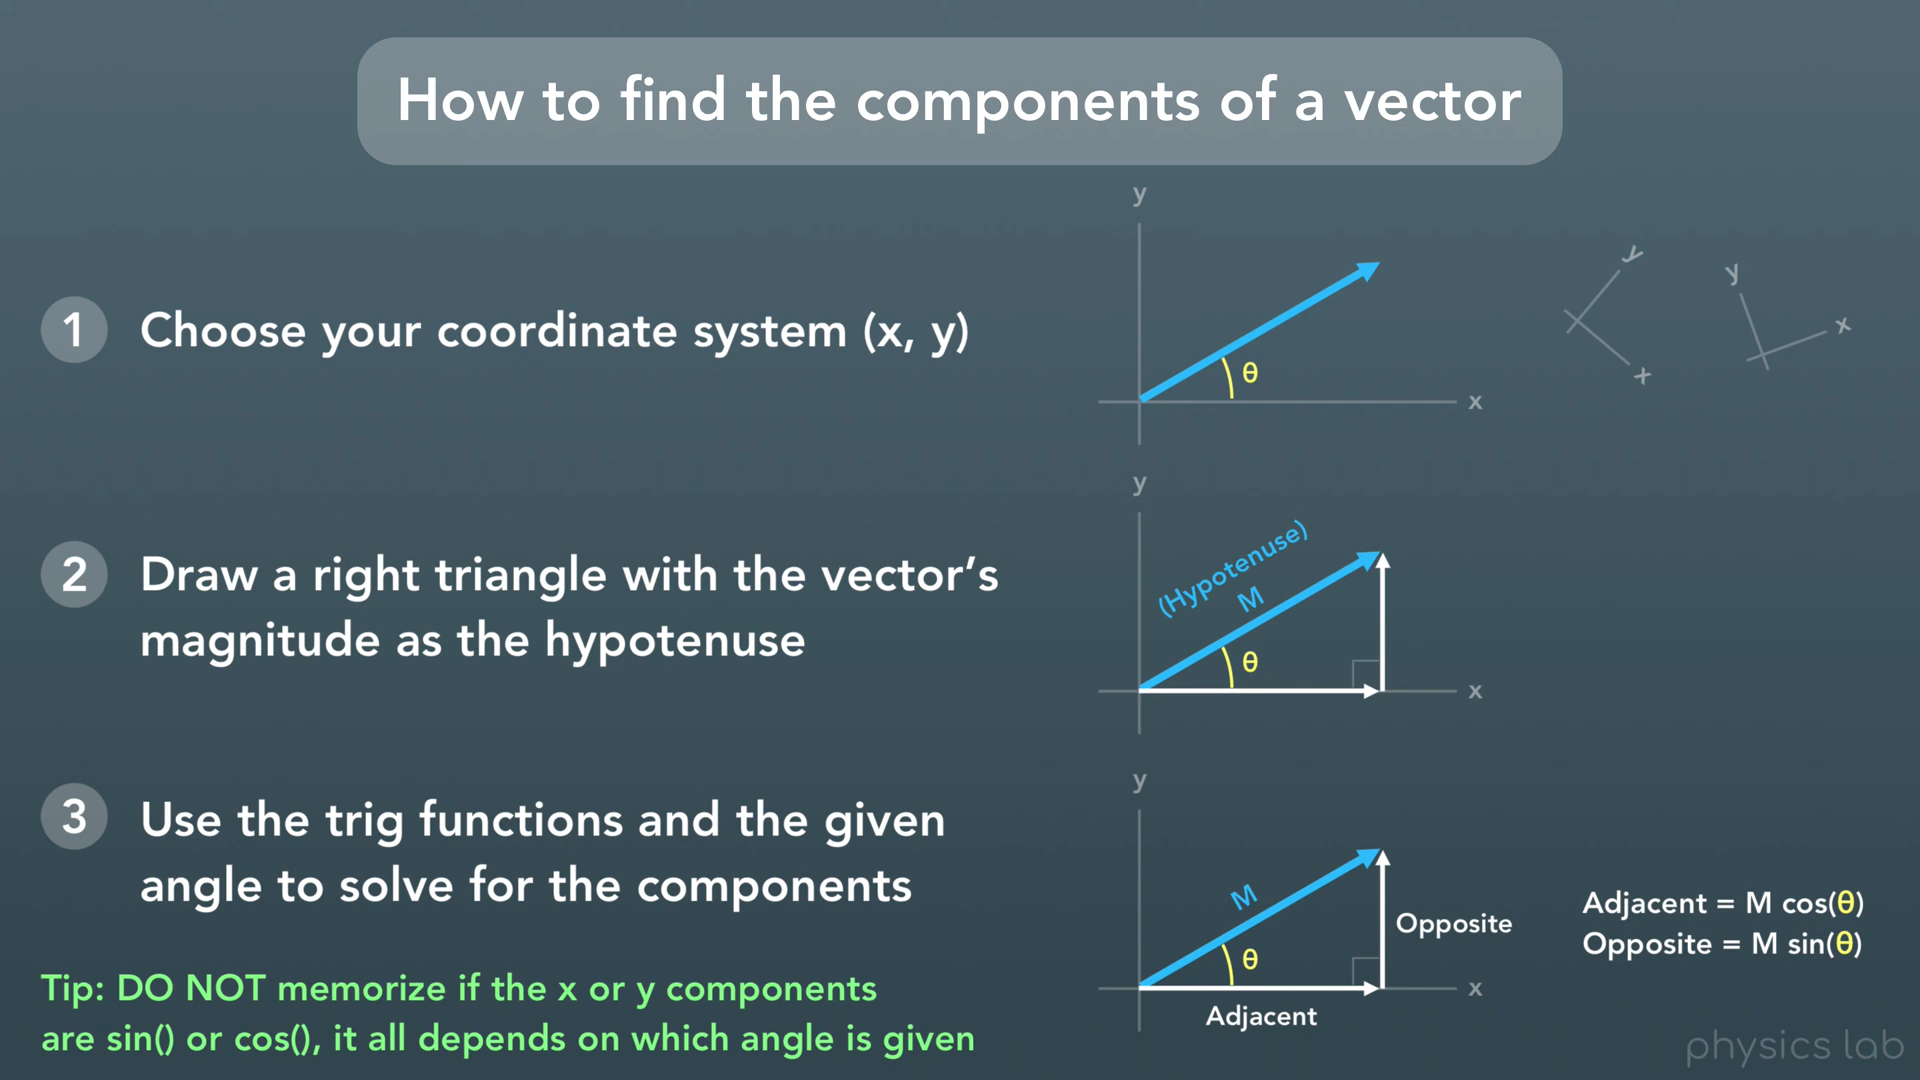 How to find the components of a vector
1
Choose your coordinate system (x, y)
y
θ
x
y
x
y
x
2
Draw a right triangle with the vector’s
magnitude as the hypotenuse
y
(Hypotenuse)
M
θ
x
3
Use the trig functions and the given
angle to solve for the components
y
M
θ
x
Opposite
Adjacent
Adjacent = M cos(θ)
Opposite = M sin(θ)
Tip: DO NOT memorize if the x or y components
are sin() or cos(), it all depends on which angle is given
physics lab